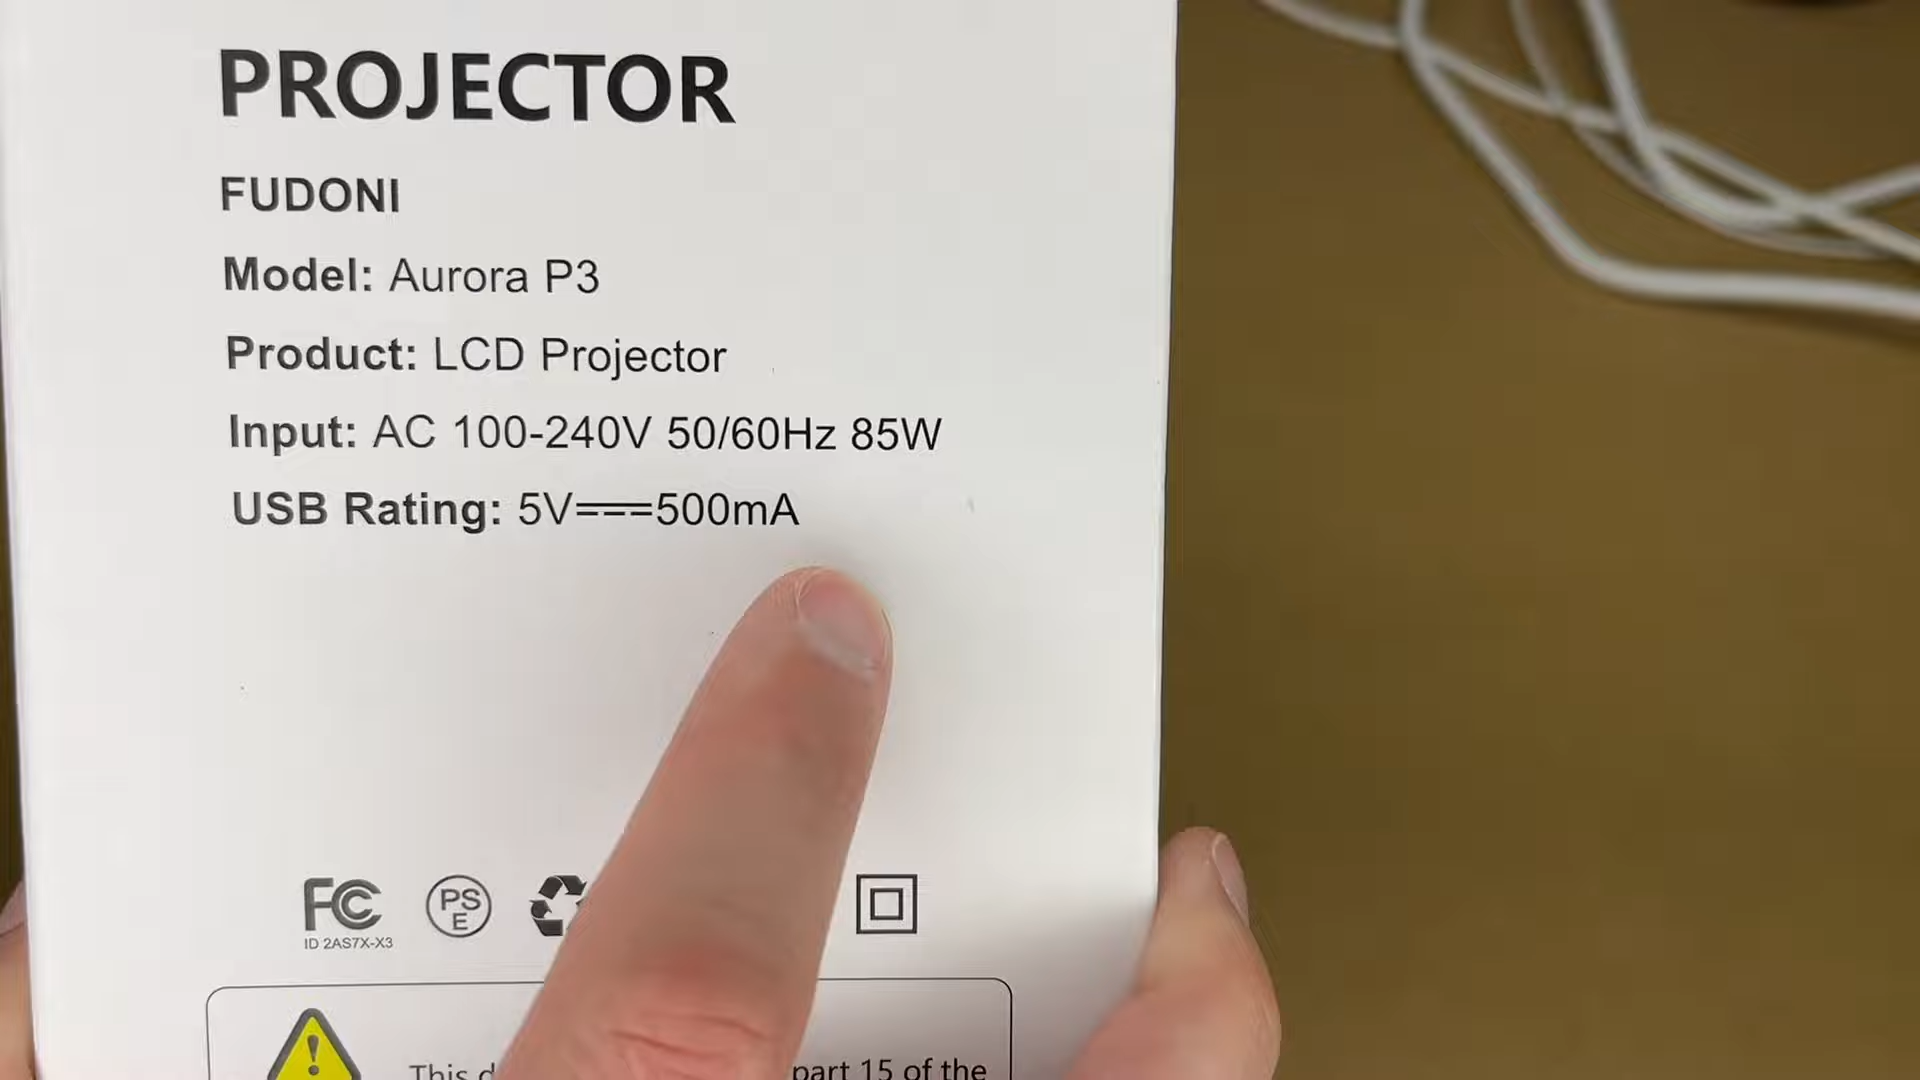 PROJECTOR
FUDONI
Model: Aurora P3
Product: LCD Projector
Input: AC 100-240V 50/60Hz 85W
USB Rating: 5V⎓500mA
FC PS E
ID 2AS7X-X3
This part 15 of the